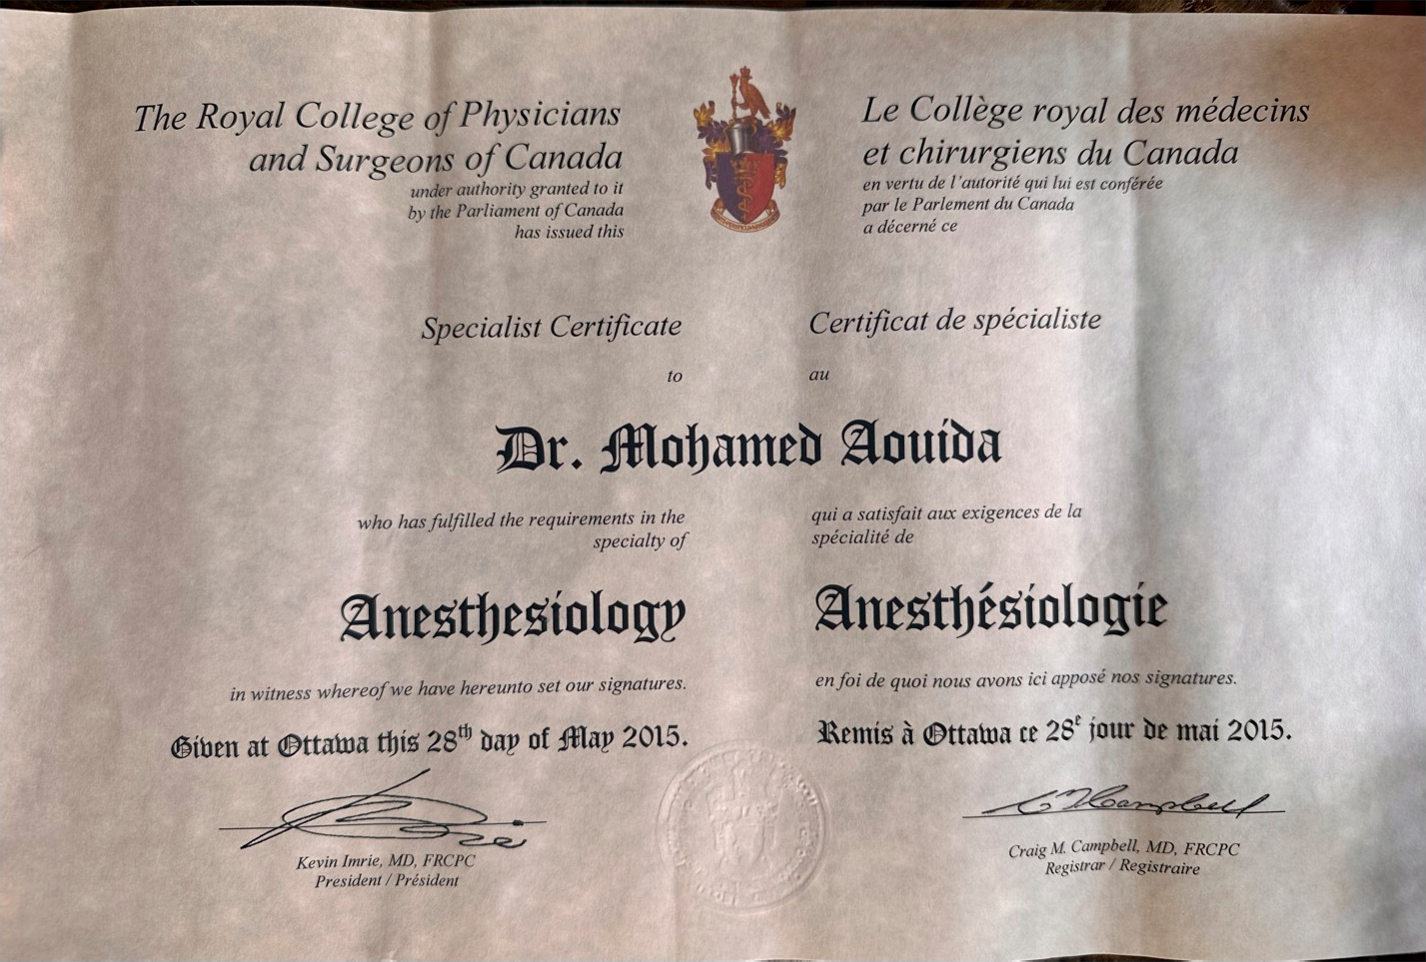 The Royal College of Physicians
and Surgeons of Canada
under authority granted to it
by the Parliament of Canada
has issued this
Le Collège royal des médecins
et chirurgiens du Canada
en vertu de l'autorité qui lui est conférée
par le Parlement du Canada
a décerné ce
Specialist Certificate
to
Certificat de spécialiste
au
Dr. Mohamed Aouida
who has fulfilled the requirements in the
specialty of
qui a satisfait aux exigences de la
spécialité de
Anesthesiology
Anesthésiologie
in witness whereof we have hereunto set our signatures.
en foi de quoi nous avons ici apposé nos signatures.
Given at Ottawa this 28th day of May 2015.
Remis à Ottawa ce 28e jour de mai 2015.
Kevin Imrie, MD, FRCPC
President / Président
Craig M. Campbell, MD, FRCPC
Registrar / Registraire